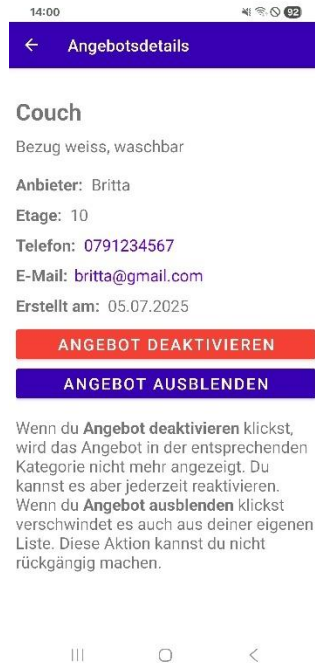 14:00
92
Angebotsdetails
Couch
Bezug weiss, waschbar
Anbieter: Britta
Etage: 10
Telefon: 0791234567
E-Mail: britta@gmail.com
Erstellt am: 05.07.2025
ANGEBOT DEAKTIVIEREN
ANGEBOT AUSBLENDEN
Wenn du Angebot deaktivieren klickst,
wird das Angebot in der entsprechenden
Kategorie nicht mehr angezeigt. Du
kannst es aber jederzeit reaktivieren.
Wenn du Angebot ausblenden klickst
verschwindet es auch aus deiner eigenen
Liste. Diese Aktion kannst du nicht
rückgängig machen.